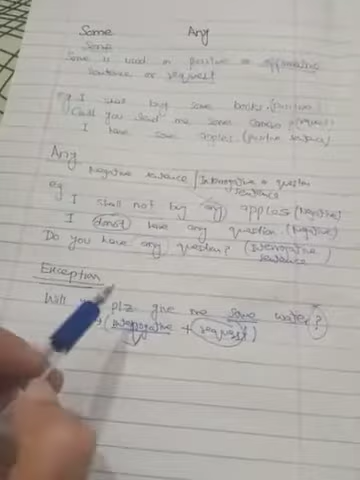 Some Any
Some
Some is used in positive or affirmative
sentence or request
eg I shall buy some books. (Positive)
Could you lend me some (request)
I have some apples (positive sentence)
Any
Negative sentence / Interrogative or question
sentence
eg
I shall not buy any apples (Negative)
I donot have any question. (Negative)
Do you have any question? (Interrogative
sentence
Exception
Will plz give me some water?
(Interrogative + request)